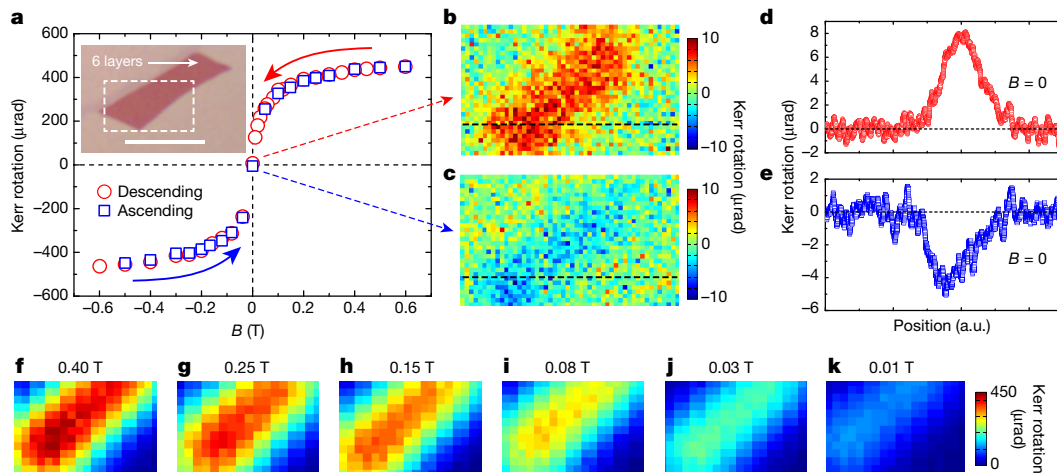 a
600
400
200
0
−200
−400
−600
Kerr rotation (μrad)
6 layers
Descending
Ascending
−0.6 −0.4 −0.2 0 0.2 0.4 0.6
B (T)
b
10
0
−10
Kerr rotation (μrad)
c
10
0
−10
d
8
6
4
2
0
−2
B = 0
Kerr rotation (μrad)
e
2
0
−2
−4
−6
B = 0
Position (a.u.)
f 0.40 T
g 0.25 T
h 0.15 T
i 0.08 T
j 0.03 T
k 0.01 T
450
0
Kerr rotation
(μrad)